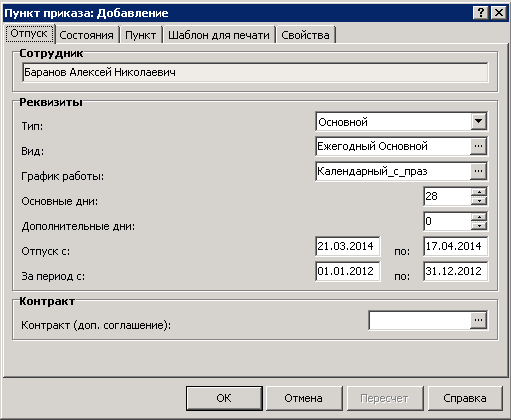 Пункт приказа: Добавление
Отпуск Состояния Пункт Шаблон для печати Свойства
Сотрудник
Баранов Алексей Николаевич
Реквизиты
Тип: Основной
Вид: Ежегодный Основной ...
График работы: Календарный_с_праз ...
Основные дни: 28
Дополнительные дни: 0
Отпуск с: 21.03.2014 по: 17.04.2014
За период с: 01.01.2012 по: 31.12.2012
Контракт
Контракт (доп. соглашение): ...
ОК Отмена Пересчет Справка